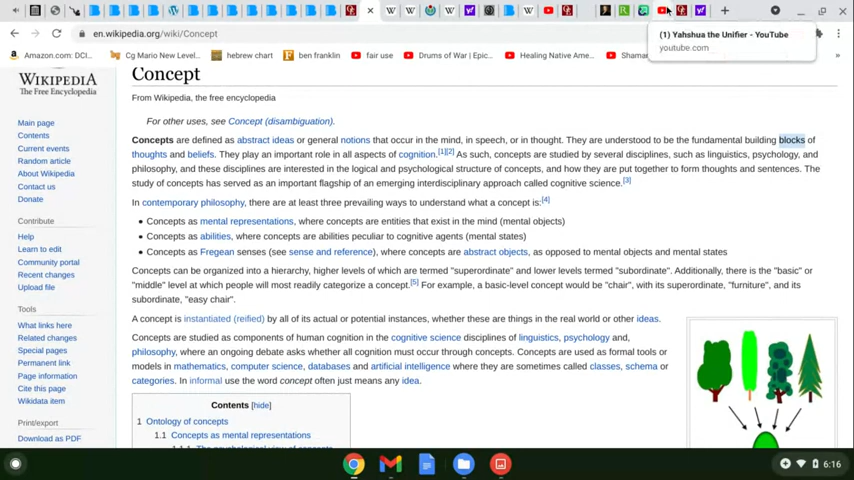 en.wikipedia.org/wiki/Concept
(1) Yahshua the Unifier - YouTube
youtube.com
Amazon.com: DCI...
Cg Mario New Level...
hebrew chart
ben franklin
fair use
Drums of War | Epic...
Healing Native Ame...
Shama
WIKIPEDIA
The Free Encyclopedia
Main page
Contents
Current events
Random article
About Wikipedia
Contact us
Donate
Contribute
Help
Learn to edit
Community portal
Recent changes
Upload file
Tools
What links here
Related changes
Special pages
Permanent link
Page information
Cite this page
Wikidata item
Print/export
Download as PDF
Concept
From Wikipedia, the free encyclopedia
For other uses, see Concept (disambiguation).
Concepts are defined as abstract ideas or general notions that occur in the mind, in speech, or in thought. They are understood to be the fundamental building blocks of
thoughts and beliefs. They play an important role in all aspects of cognition.[1][2] As such, concepts are studied by several disciplines, such as linguistics, psychology, and
philosophy, and these disciplines are interested in the logical and psychological structure of concepts, and how they are put together to form thoughts and sentences. The
study of concepts has served as an important flagship of an emerging interdisciplinary approach called cognitive science.[3]
In contemporary philosophy, there are at least three prevailing ways to understand what a concept is:[4]
• Concepts as mental representations, where concepts are entities that exist in the mind (mental objects)
• Concepts as abilities, where concepts are abilities peculiar to cognitive agents (mental states)
• Concepts as Fregean senses (see sense and reference), where concepts are abstract objects, as opposed to mental objects and mental states
Concepts can be organized into a hierarchy, higher levels of which are termed "superordinate" and lower levels termed "subordinate". Additionally, there is the "basic" or
"middle" level at which people will most readily categorize a concept.[5] For example, a basic-level concept would be "chair", with its superordinate, "furniture", and its
subordinate, "easy chair".
A concept is instantiated (reified) by all of its actual or potential instances, whether these are things in the real world or other ideas.
Concepts are studied as components of human cognition in the cognitive science disciplines of linguistics, psychology and,
philosophy, where an ongoing debate asks whether all cognition must occur through concepts. Concepts are used as formal tools or
models in mathematics, computer science, databases and artificial intelligence where they are sometimes called classes, schema or
categories. In informal use the word concept often just means any idea.
Contents [hide]
1 Ontology of concepts
1.1 Concepts as mental representations
6:16